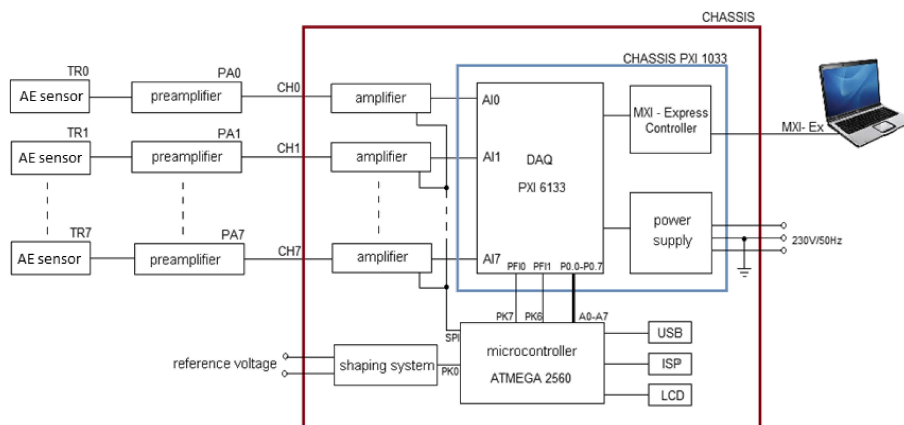 CHASSIS
CHASSIS PXI 1033
TR0 PA0 CH0
AE sensor preamplifier amplifier AI0
MXI - Express
Controller
MXI- Ex
TR1 PA1 CH1
AE sensor preamplifier amplifier AI1
DAQ
PXI 6133
power
supply
230V/50Hz
TR7 PA7 CH7
AE sensor preamplifier amplifier AI7
PFI0 PFI1 P0.0-P0.7
PK7 PK6 A0-A7
SPI
microcontroller
ATMEGA 2560
PK0
reference voltage
shaping system
USB
ISP
LCD